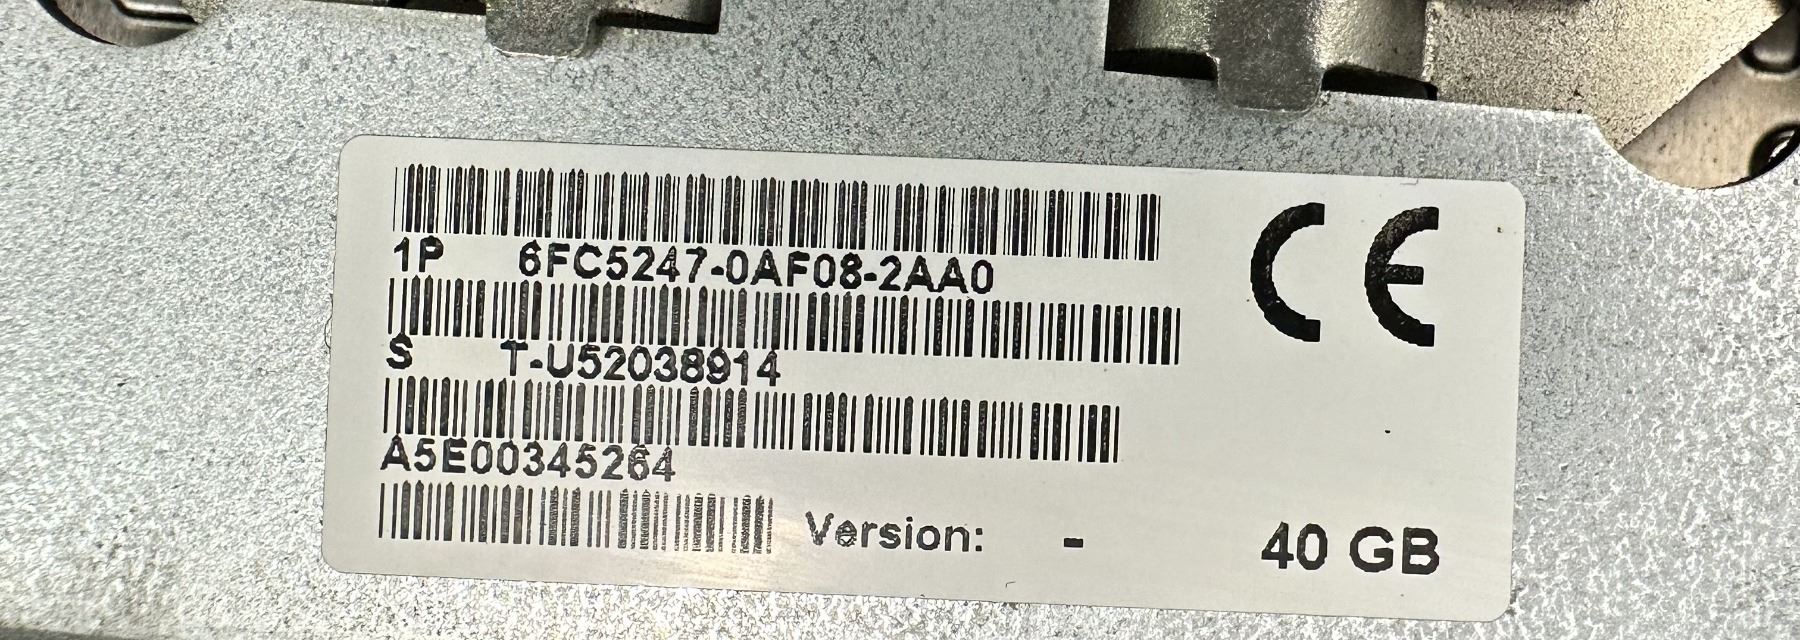 1P 6FC5247-0AF08-2AA0
S T-U52038914
A5E00345264
Version: - 40 GB
CE